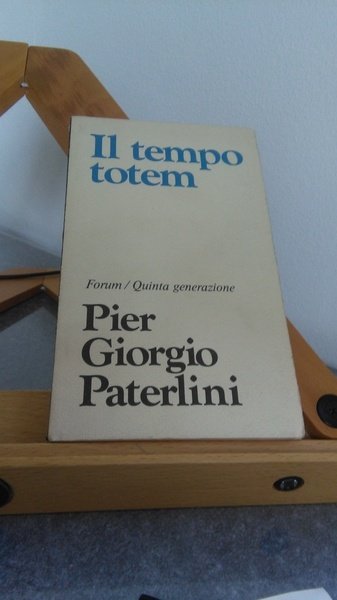 Il tempo
totem
Forum / Quinta generazione
Pier
Giorgio
Paterlini